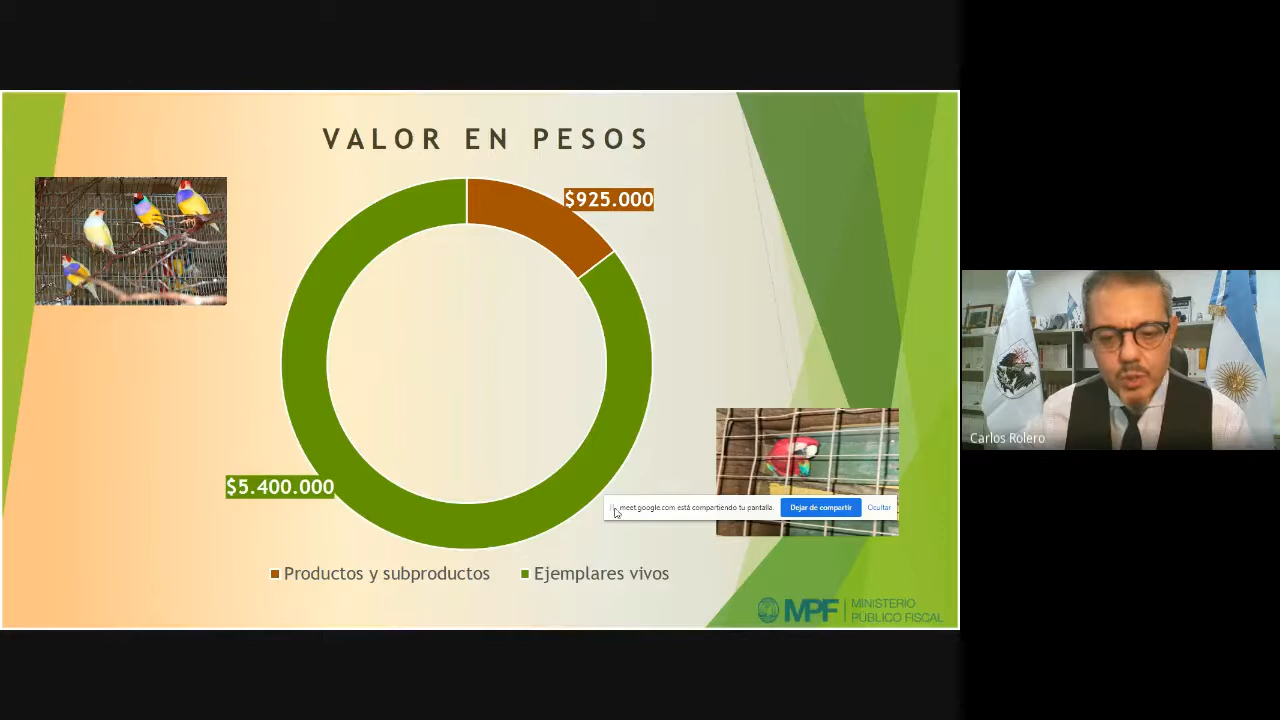 VALOR EN PESOS
$925.000
$5.400.000
meet.google.com está compartiendo tu pantalla.
Dejar de compartir
Ocultar
Productos y subproductos
Ejemplares vivos
MPF
MINISTERIO
PÚBLICO FISCAL
Carlos Rolero